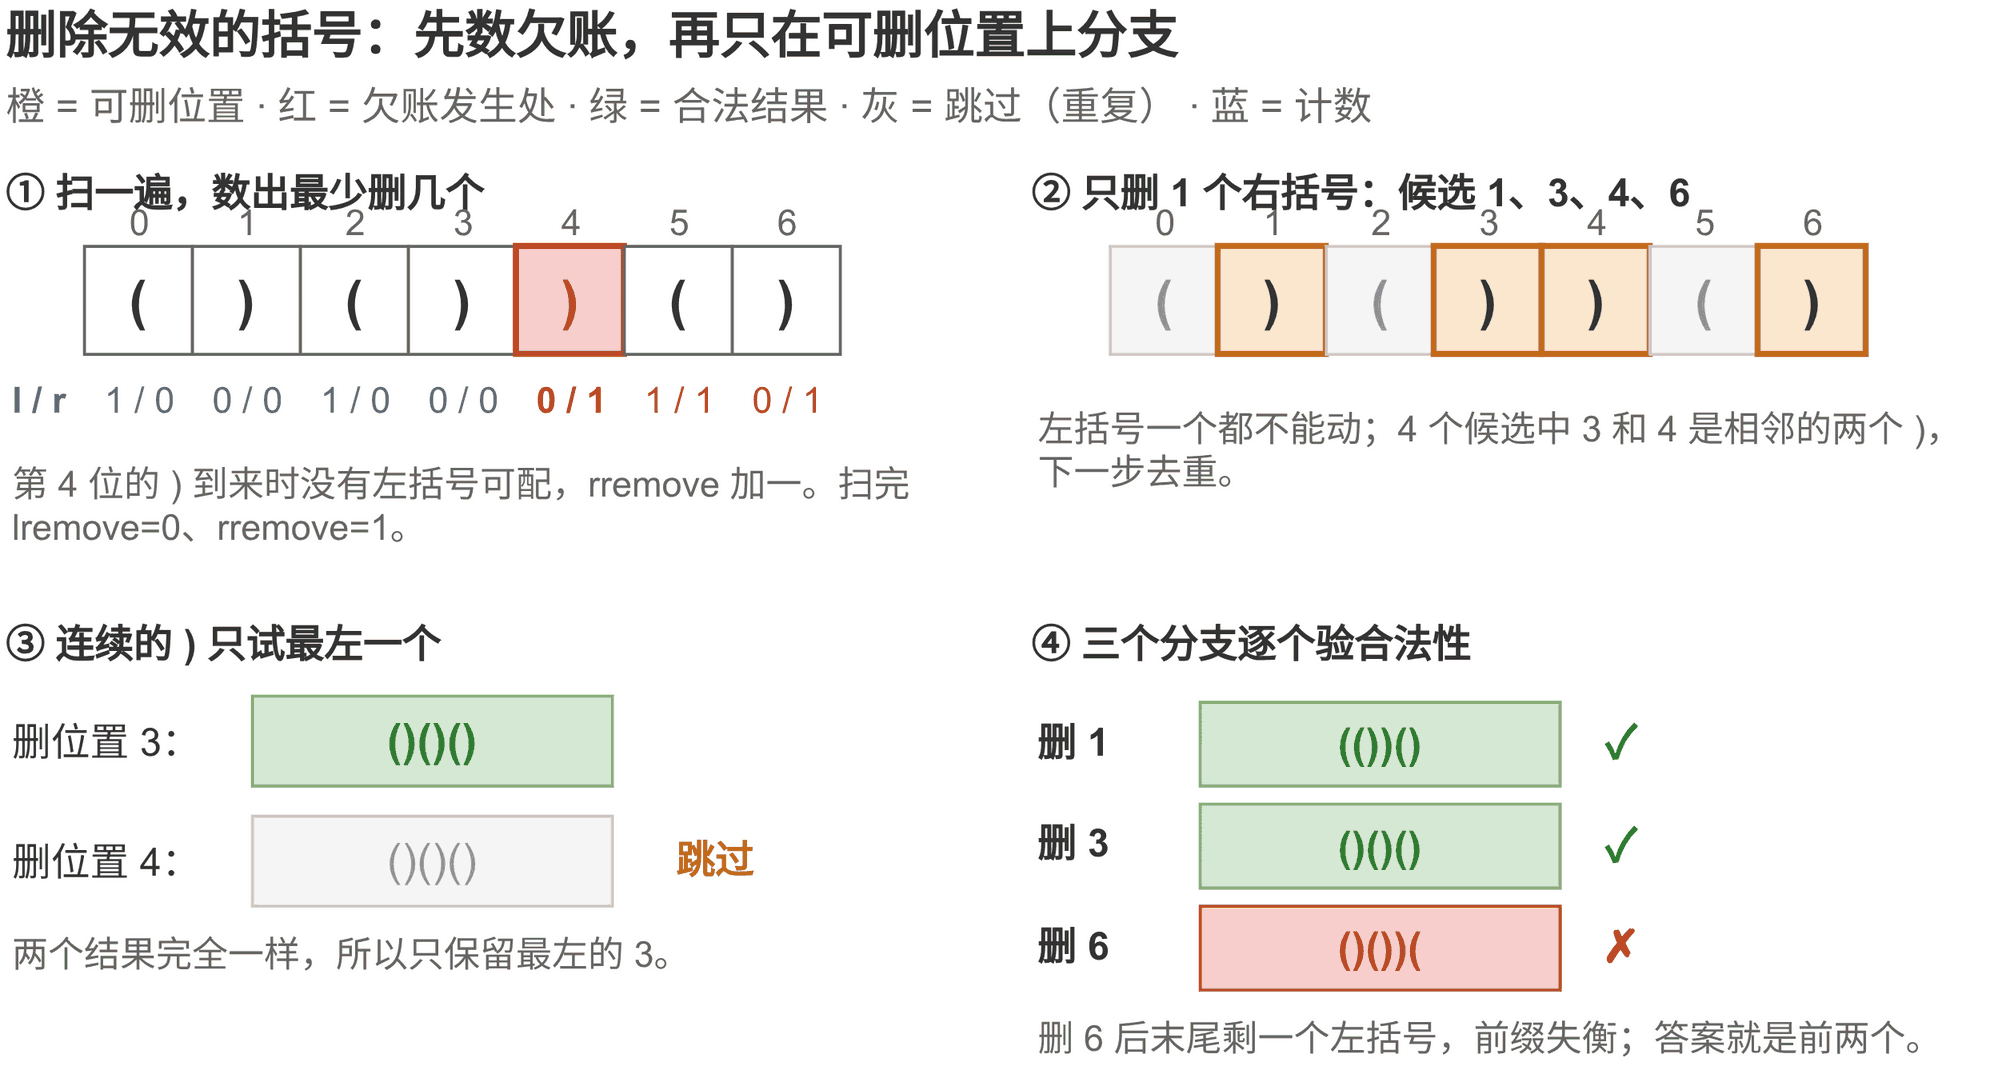 删除无效的括号：先数欠账，再只在可删位置上分支
橙 = 可删位置 · 红 = 欠账发生处 · 绿 = 合法结果 · 灰 = 跳过（重复） · 蓝 = 计数
① 扫一遍，数出最少删几个
0 1 2 3 4 5 6
( ) ( ) ) ( )
l / r 1 / 0 0 / 0 1 / 0 0 / 0 0 / 1 1 / 1 0 / 1
第 4 位的 ) 到来时没有左括号可配，rremove 加一。扫完
lremove=0、rremove=1。
② 只删 1 个右括号：候选 1、3、4、6
0 1 2 3 4 5 6
( ) ( ) ) ( )
左括号一个都不能动；4 个候选中 3 和 4 是相邻的两个 )，
下一步去重。
③ 连续的 ) 只试最左一个
删位置 3： ()()()
删位置 4： ()()() 跳过
两个结果完全一样，所以只保留最左的 3。
④ 三个分支逐个验合法性
删 1 (())() ✓
删 3 ()()() ✓
删 6 ()())( ✗
删 6 后末尾剩一个左括号，前缀失衡；答案就是前两个。